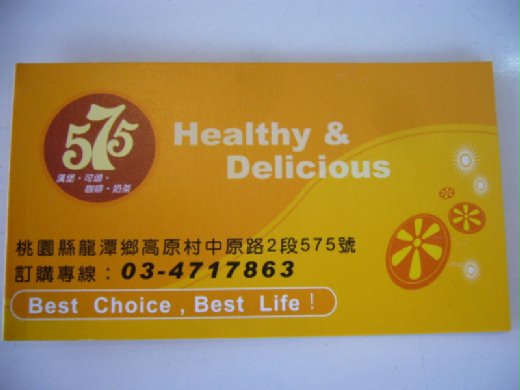 575
漢堡・可頌・
咖啡・奶茶
Healthy &
Delicious
桃園縣龍潭鄉高原村中原路2段575號
訂購專線：03-4717863
Best Choice , Best Life !